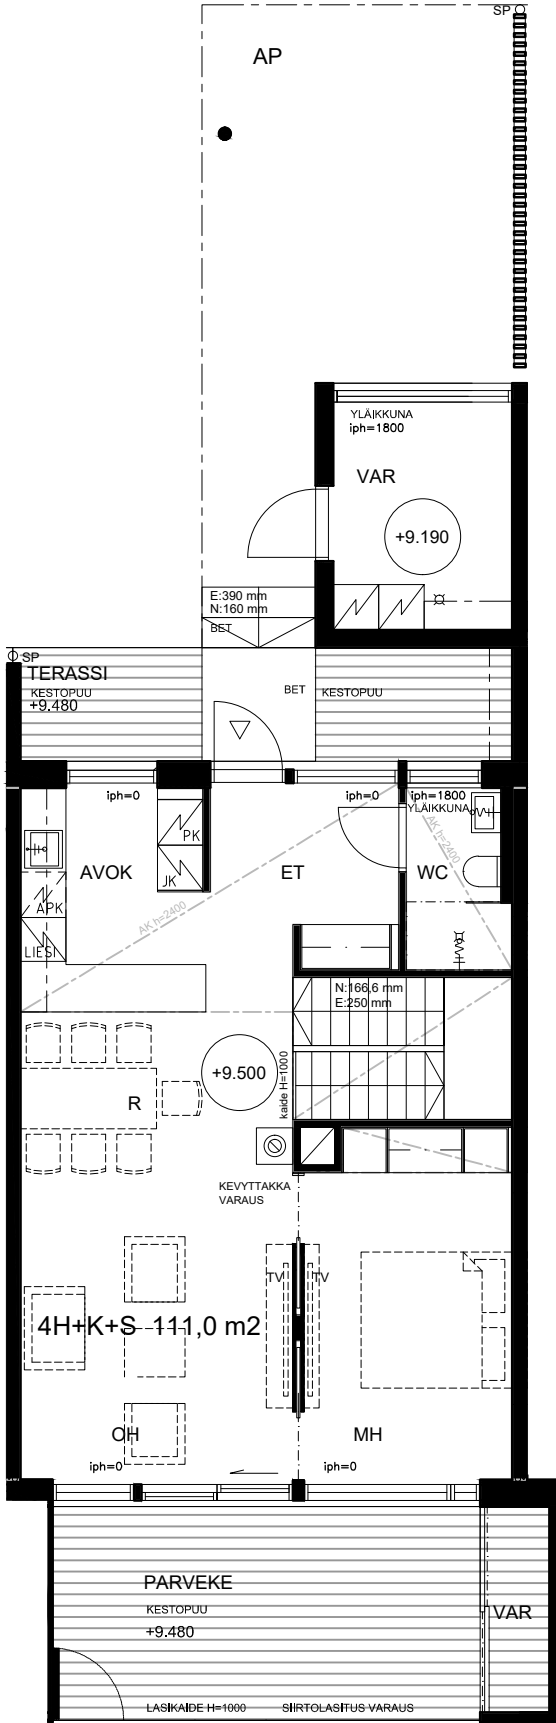 SP
AP
YLÄIKKUNA
iph=1800
VAR
+9.190
E:390 mm
N:160 mm
BET
SP
TERASSI
KESTOPUU
+9.480
BET
KESTOPUU
iph=0
iph=0
iph=1800
YLÄIKKUNA
PK
AK h=2400
AVOK
JK
ET
WC
APK
AK h=2400
LIESI
N:166,6 mm
E:250 mm
+9.500
kaide H=1000
R
KEVYTTAKKA
VARAUS
TV
TV
4H+K+S 111,0 m2
OH
MH
iph=0
iph=0
PARVEKE
KESTOPUU
+9.480
VAR
LASIKAIDE H=1000
SIIRTOLASITUS VARAUS